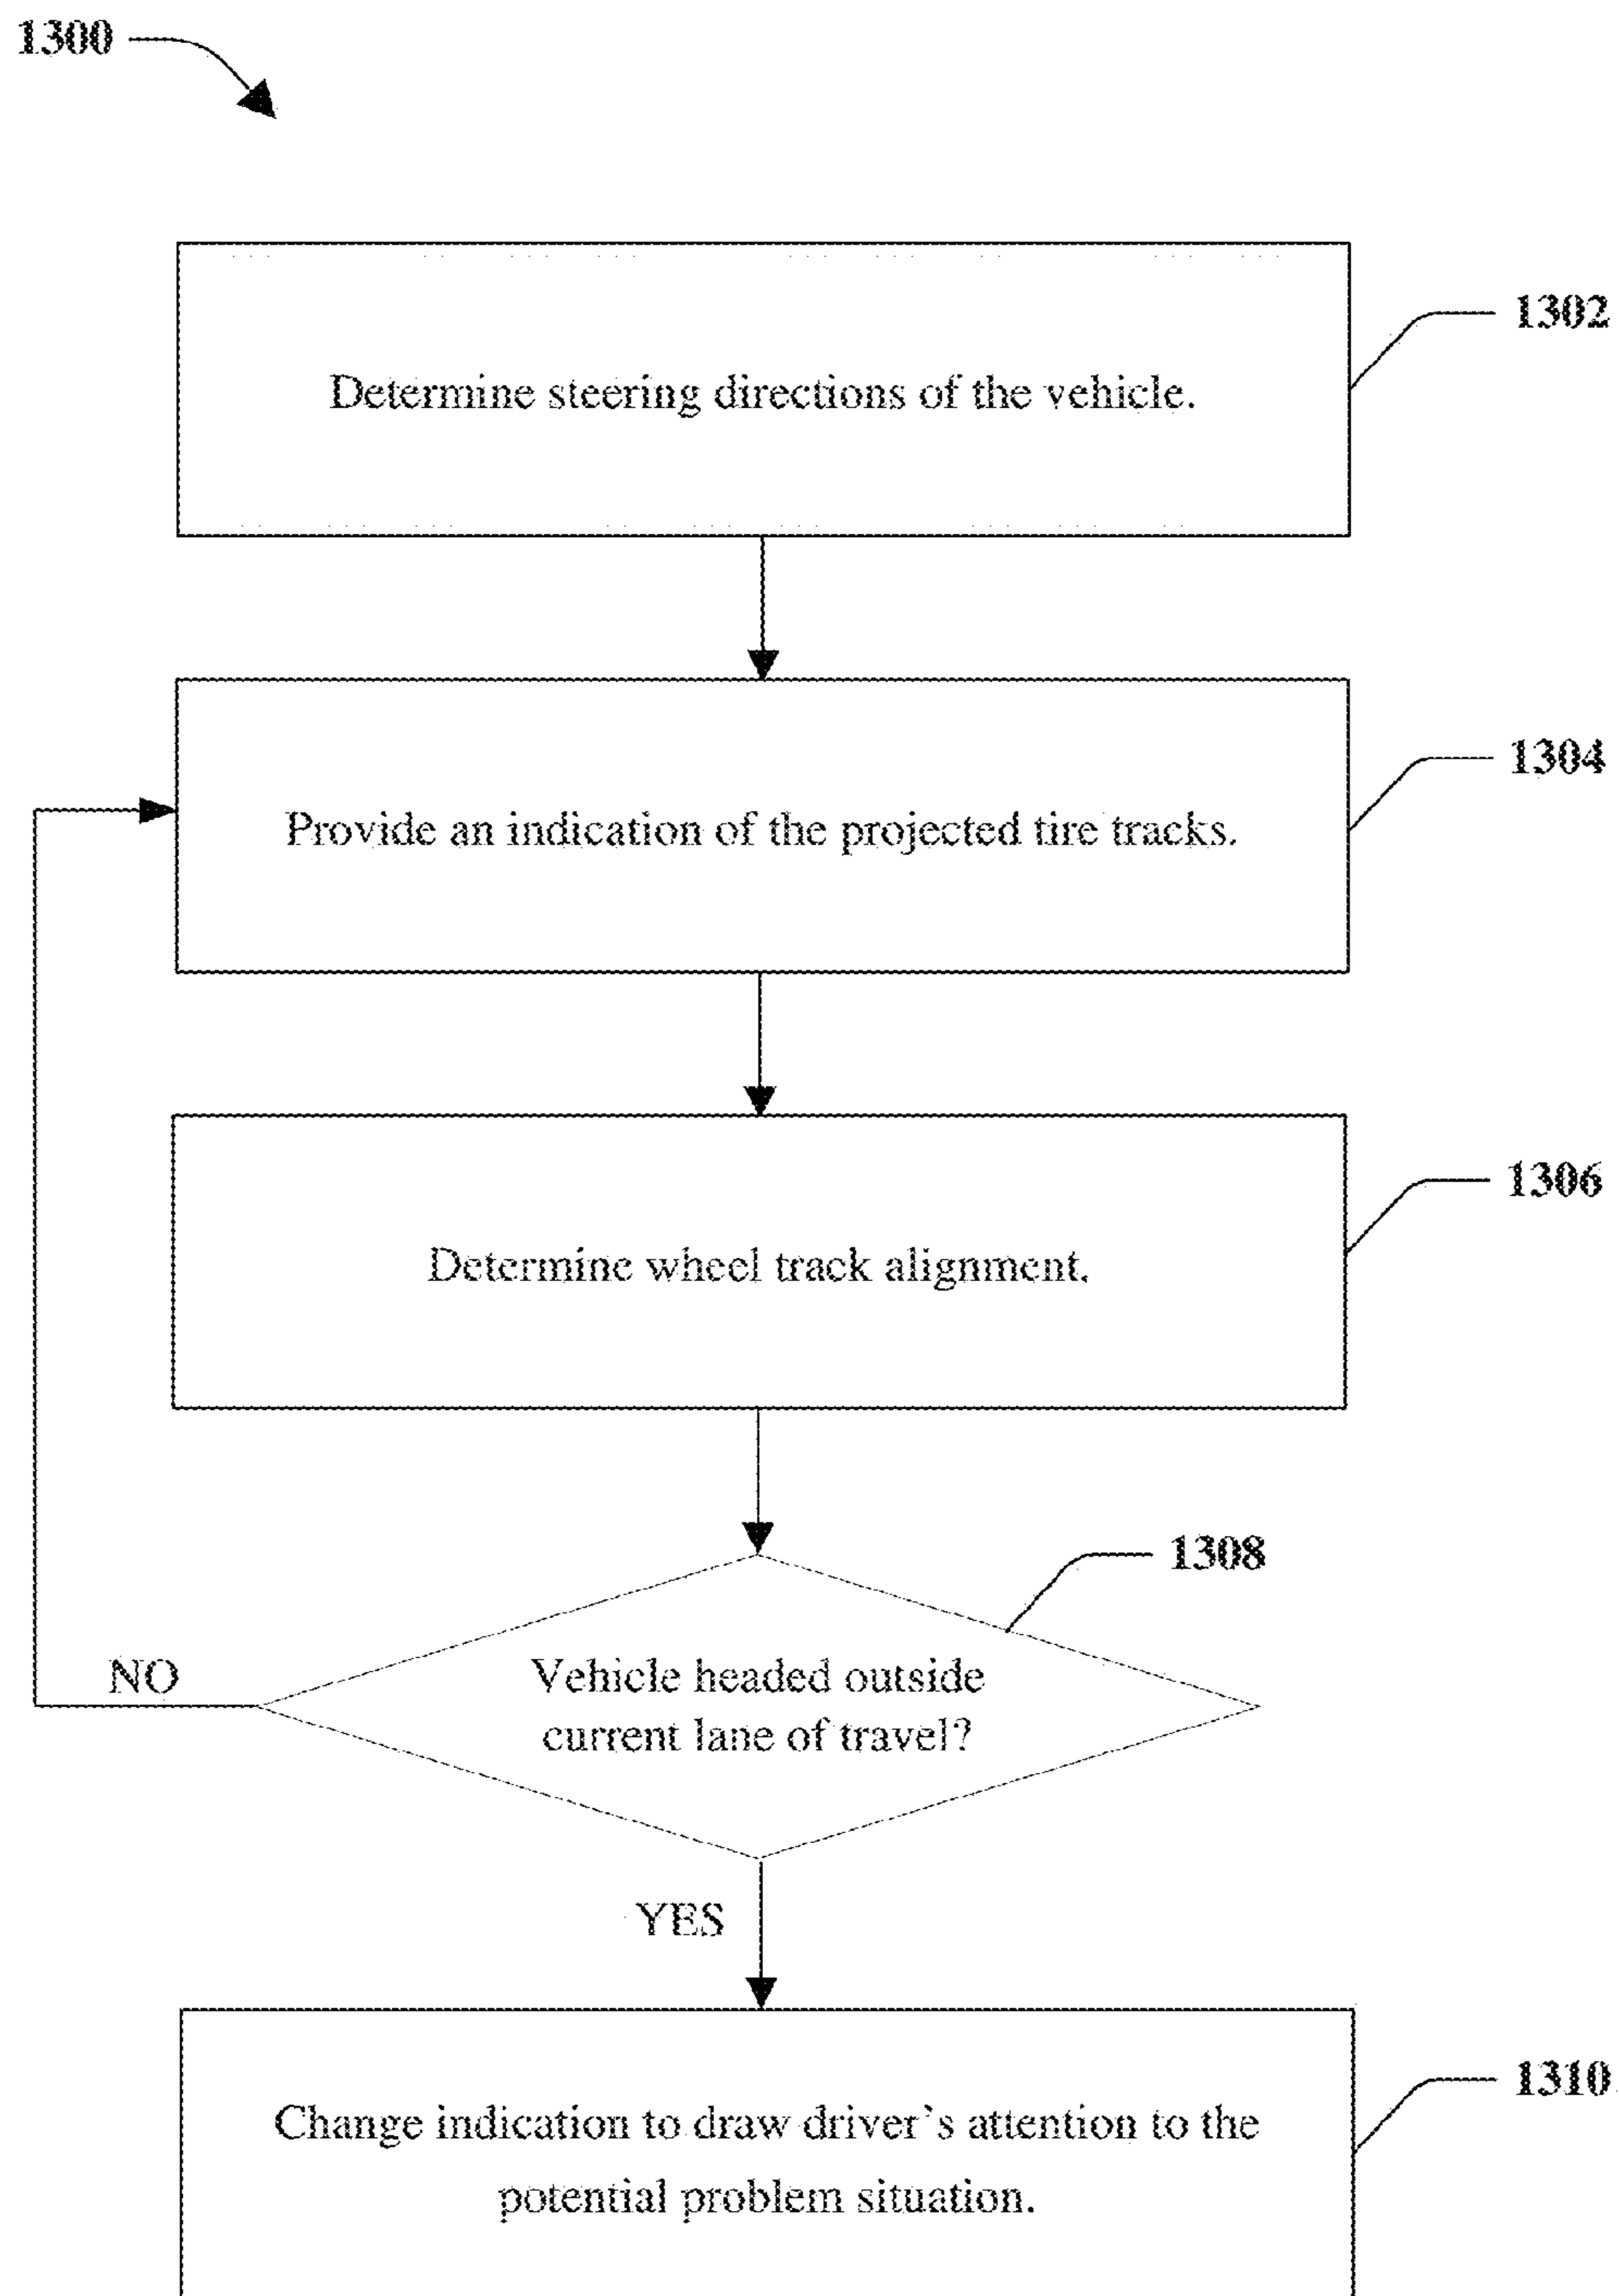 1300
1302
Determine steering directions of the vehicle.
1304
Provide an indication of the projected tire tracks.
1306
Determine wheel track alignment.
1308
Vehicle headed outside
current lane of travel?
NO
YES
1310
Change indication to draw driver's attention to the
potential problem situation.